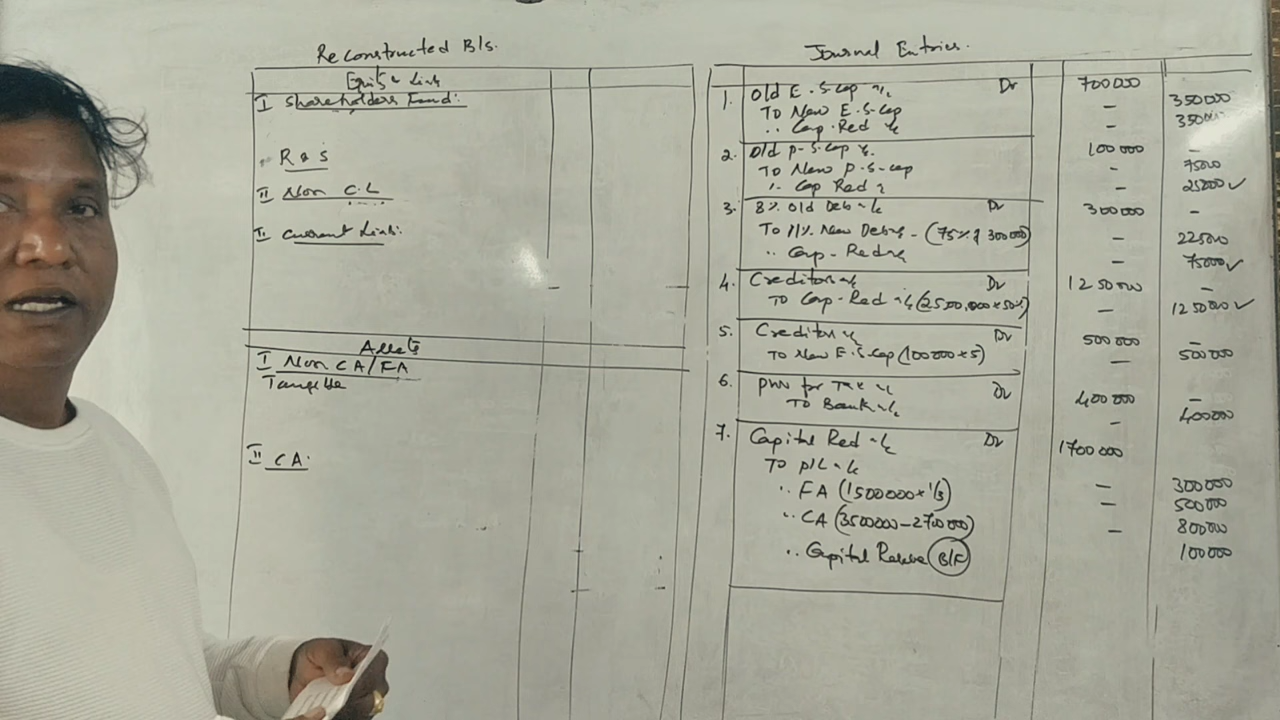 Reconstructed B/s.
Equity & Liab
I Shareholders Fund:
R & S
II Non C.L
II Current Liab:
Assets
I Non CA/FA
Tangible
II CA:
Journal Entries.
1. Old E.S.Cap a/c Dr 700000
To New E.S.Cap - 350000
" Cap. Red a/c - 350000
2. Old P.S.Cap a/c. 100000 -
To New P.S.Cap - 75000
" Cap Red a/c - 25000 ✓
3. 8% Old Deb a/c Dr 300000 -
To 11% New Deb a/c - (75% of 300000) - 225000
" Cap. Red a/c - 75000 ✓
4. Creditors a/c Dr 1250000 -
To Cap. Red a/c (2500,000 x 50%) - 1250000 ✓
5. Creditors a/c Dr 500000 -
To New E.S.Cap (100000 x 5) - 500000
6. Prov for Tax a/c Dr 400000 -
To Bank a/c - 400000
7. Capital Red a/c Dr 1700000
To P/L a/c - 300000
" FA (1500000 x 1/3) - 500000
" CA (3500000 - 2700000) - 800000
" Capital Reserve (B/F) 100000